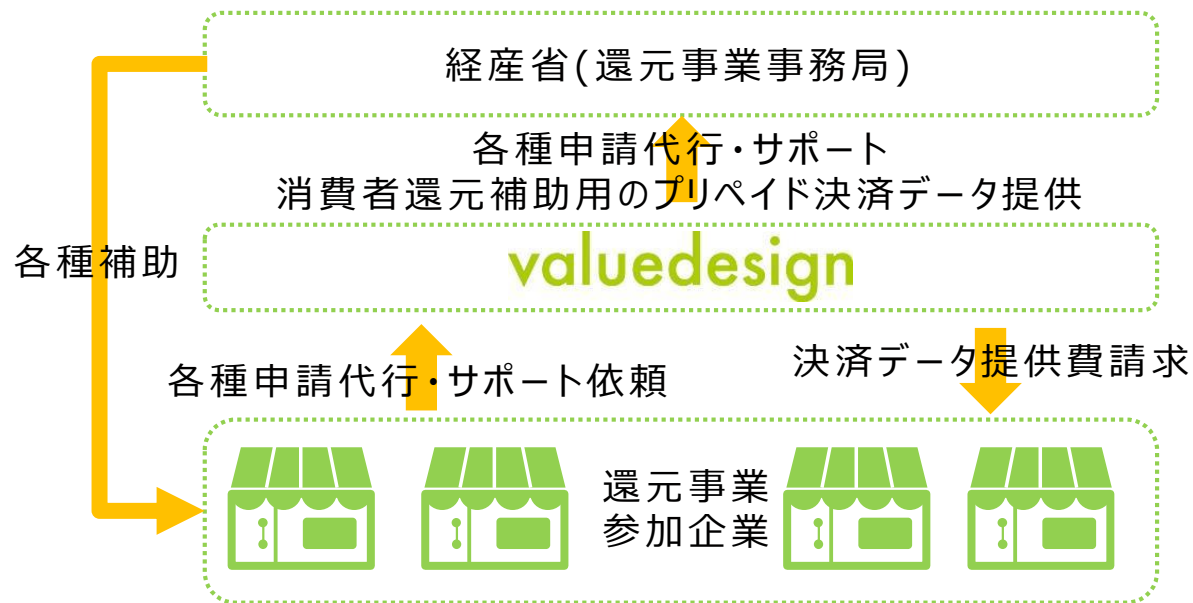 経産省(還元事業事務局)
各種申請代行・サポート
消費者還元補助用のプリペイド決済データ提供
各種補助
valuedesign
各種申請代行・サポート依頼
決済データ提供費請求
還元事業
参加企業